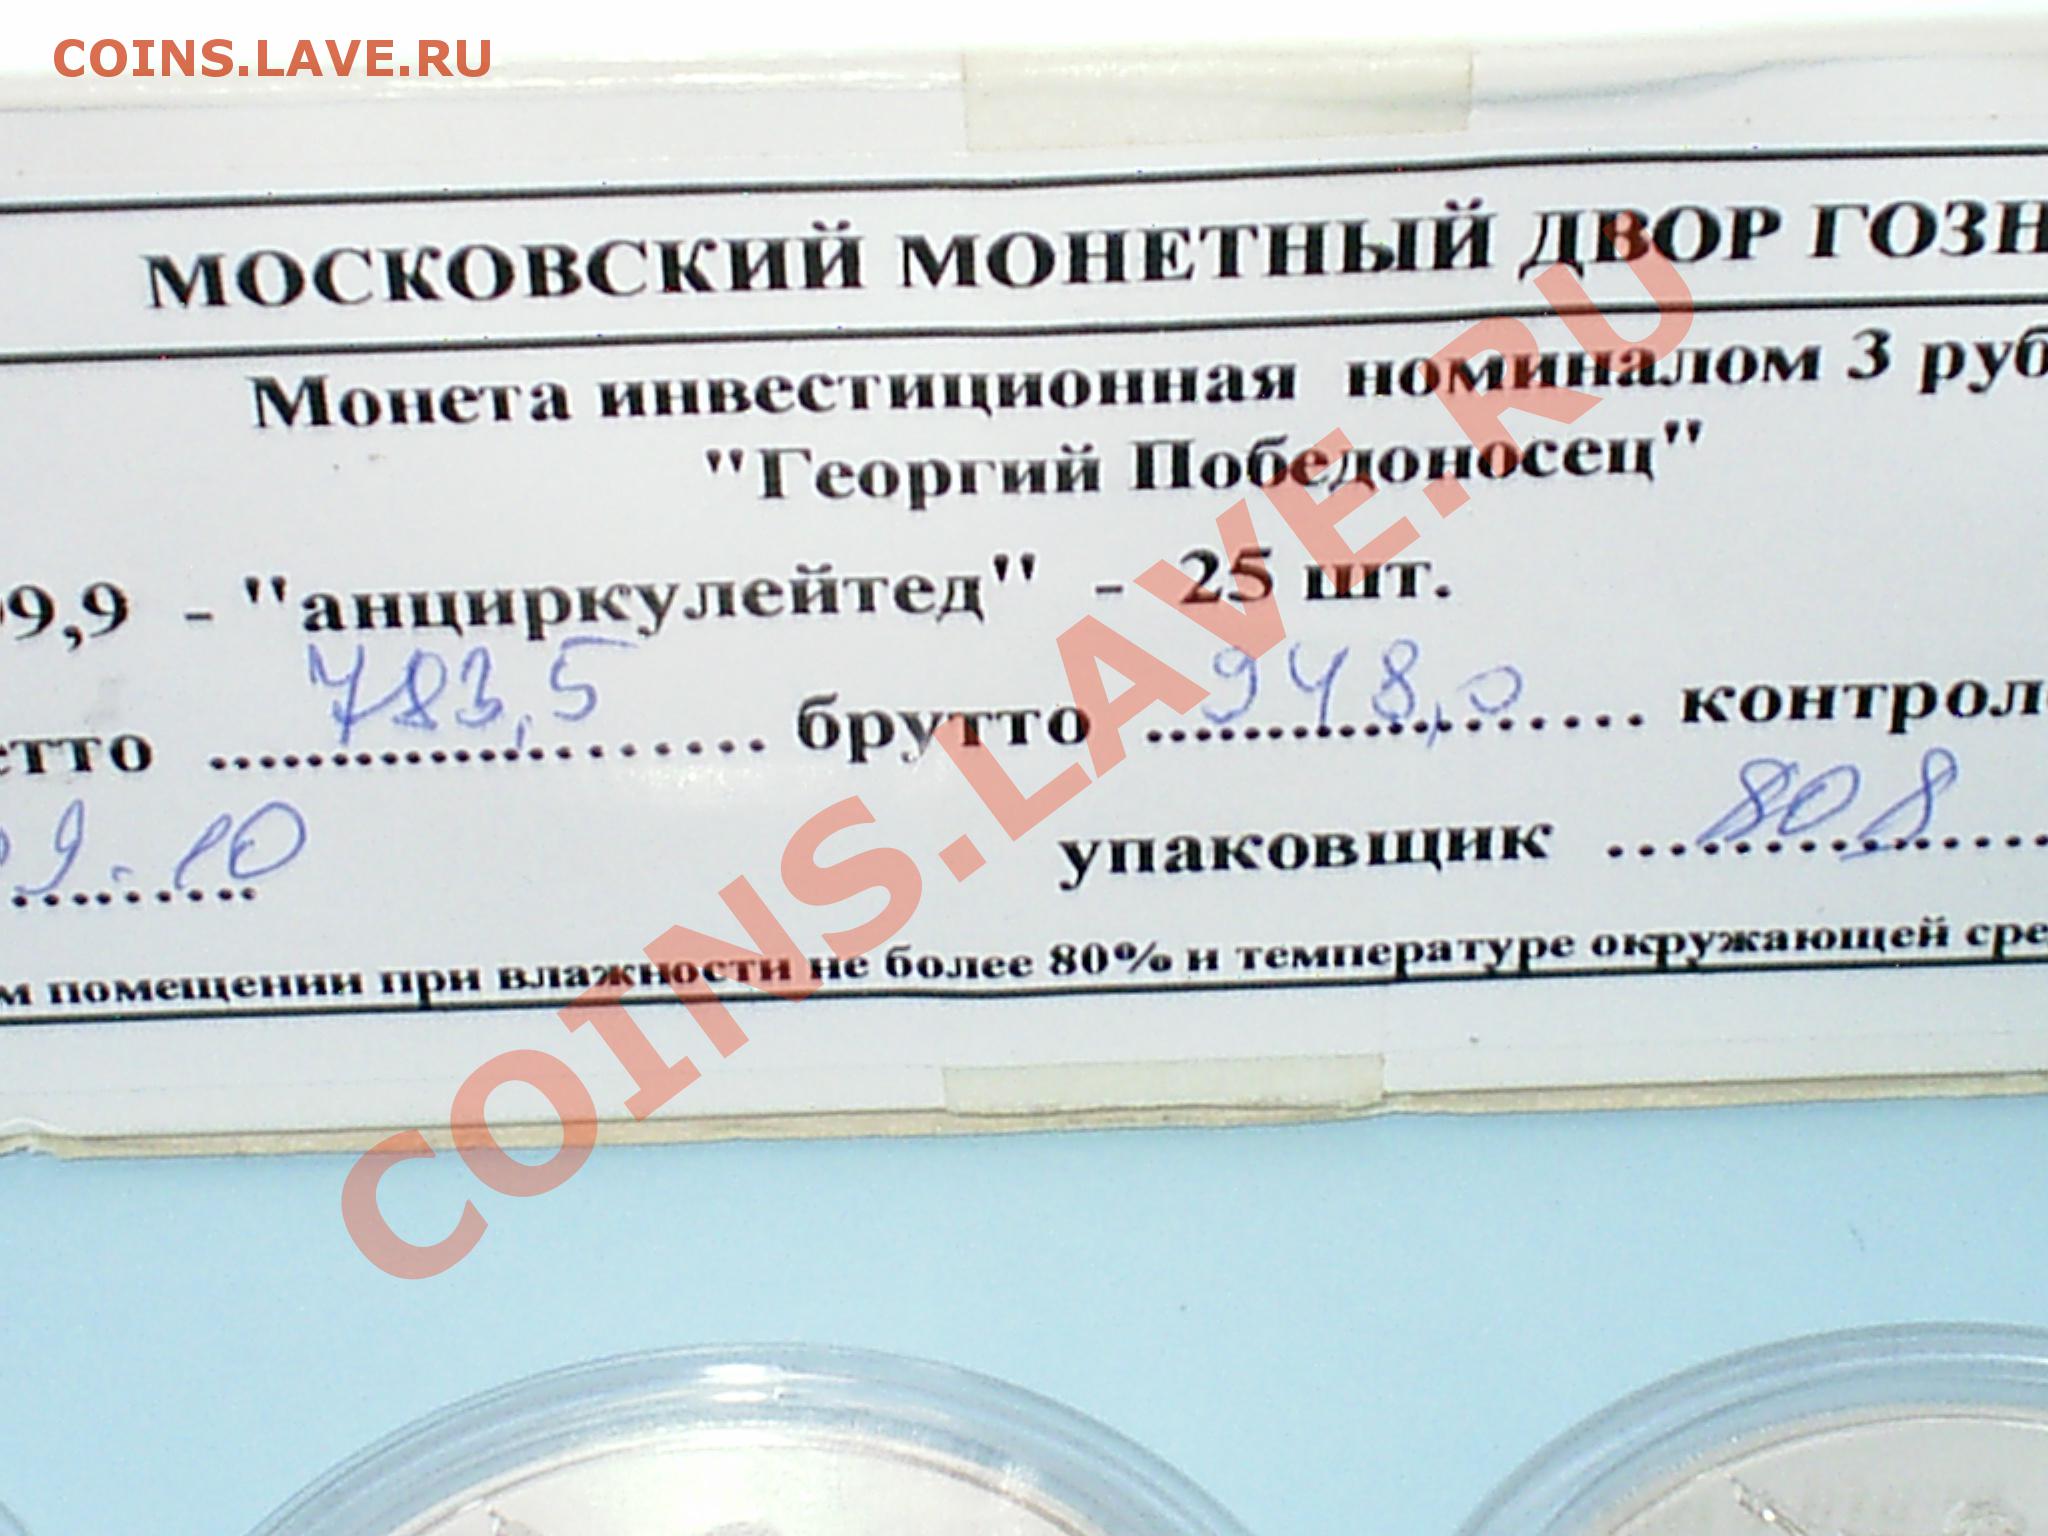 COINS.LAVE.RU
МОСКОВСКИЙ МОНЕТНЫЙ ДВОР ГОЗН
Монета инвестиционная номиналом 3 руб
"Георгий Победоносец"
99,9 - "анциркулейтед" - 25 шт.
етто 783,5 брутто 948,0 контрол
09.10 упаковщик 808
м помещении при влажности не более 80% и температуре окружающей сре
COINS.LAVE.RU